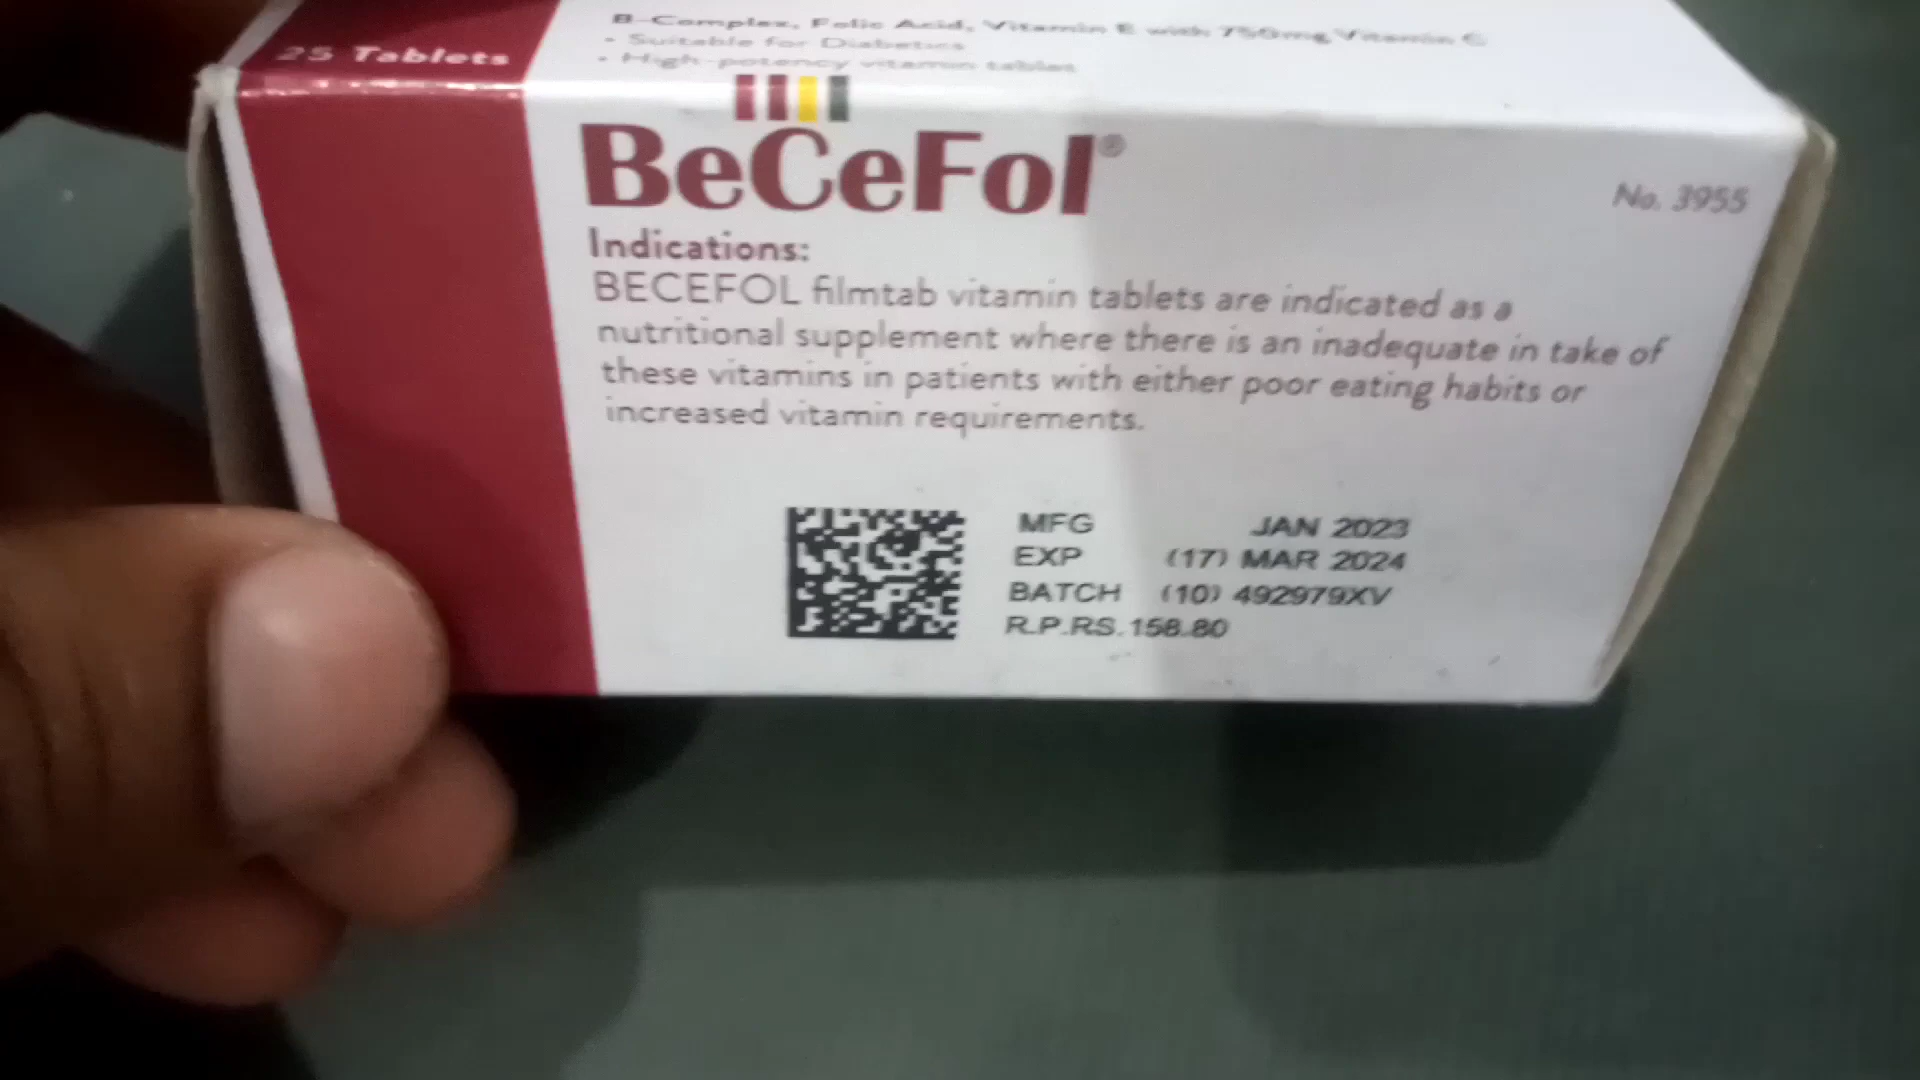 B-Complex, Folic Acid, Vitamin E with 750mg Vitamin C
• Suitable for Diabetics
• High-potency vitamin tablet
25 Tablets
BeCeFol®
No. 3955
Indications:
BECEFOL filmtab vitamin tablets are indicated as a
nutritional supplement where there is an inadequate in take of
these vitamins in patients with either poor eating habits or
increased vitamin requirements.
MFG JAN 2023
EXP (17) MAR 2024
BATCH (10) 492979XV
R.P.RS.158.80